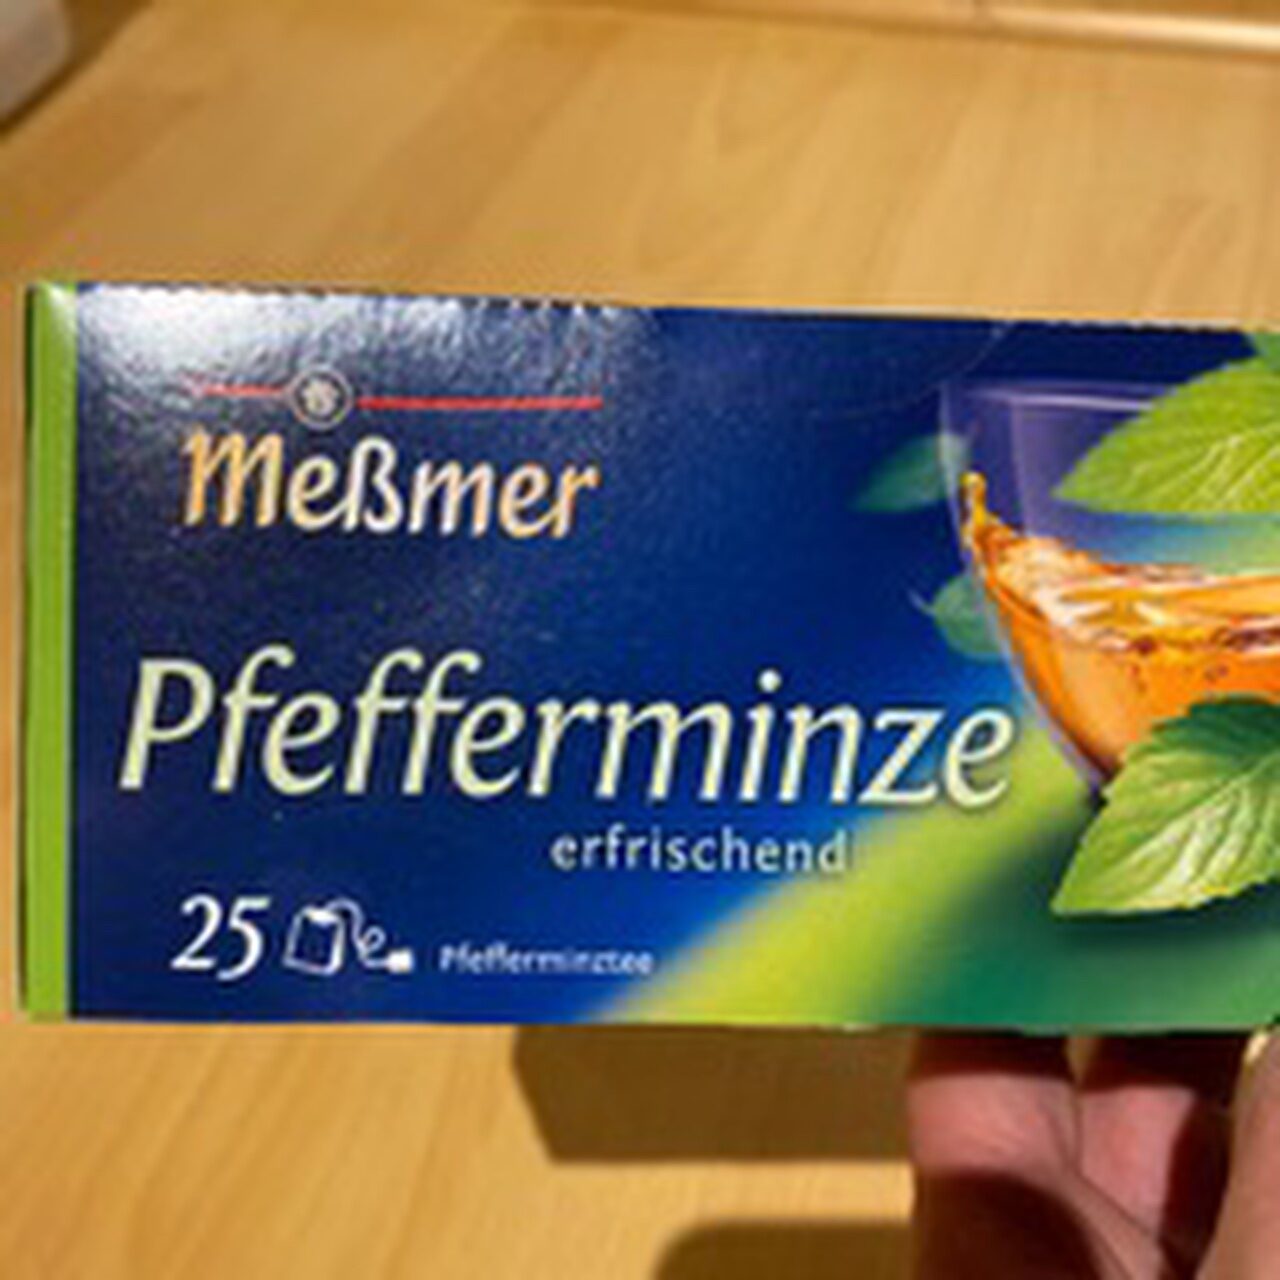 Meßmer
Pfefferminze
erfrischend
25
Pfefferminztee